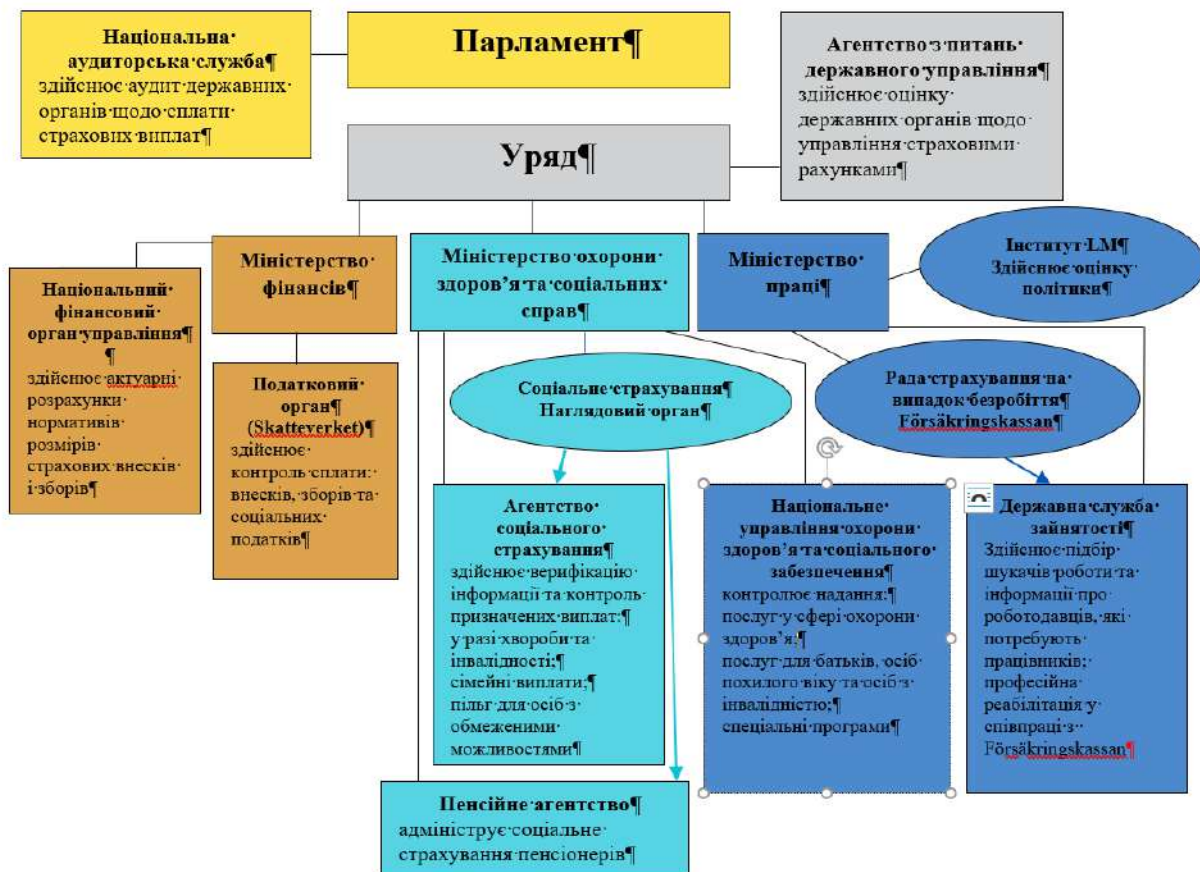 Національна
аудиторська служба¶
здійснює аудит державних
органів щодо сплати
страхових виплат¶
Парламент¶
Агентство з питань
державного управління¶
здійснює оцінку
державних органів щодо
управління страховими
рахунками¶
Уряд¶
Міністерство
фінансів¶
Міністерство охорони
здоров'я та соціальних
справ¶
Міністерство
праці¶
Інститут LM¶
Здійснює оцінку
політики¶
Національний
фінансовий
орган управління¶
¶
здійснює актуарні
розрахунки
нормативів
розмірів
страхових внесків
і зборів¶
Податковий
орган¶
(Skatteverket)¶
здійснює
контроль сплати:
внесків, зборів та
соціальних
податків¶
Соціальне страхування¶
Наглядовий орган¶
Рада страхування на
випадок безробіття¶
Försäkringskassan¶
Агентство
соціального
страхування¶
здійснює верифікацію
інформації та контроль
призначених виплат:¶
у разі хвороби та
інвалідності;¶
сімейні виплати;¶
пільг для осіб з
обмеженими
можливостями¶
Національне
управління охорони
здоров'я та соціального
забезпечення¶
контролює надання:¶
послуг у сфері охорони
здоров'я;¶
послуг для батьків, осіб
похилого віку та осіб з
інвалідністю;¶
спеціальні програми¶
Державна служба
зайнятості¶
Здійснює підбір
шукачів роботи та
інформації про
роботодавців, які
потребують
працівників;
професійна
реабілітація у
співпраці з
Försäkringskassan¶
Пенсійне агентство¶
адмініструє соціальне
страхування пенсіонерів¶